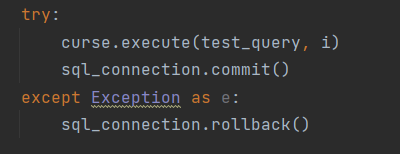 try:
    curse.execute(test_query, i)
    sql_connection.commit()
except Exception as e:
    sql_connection.rollback()